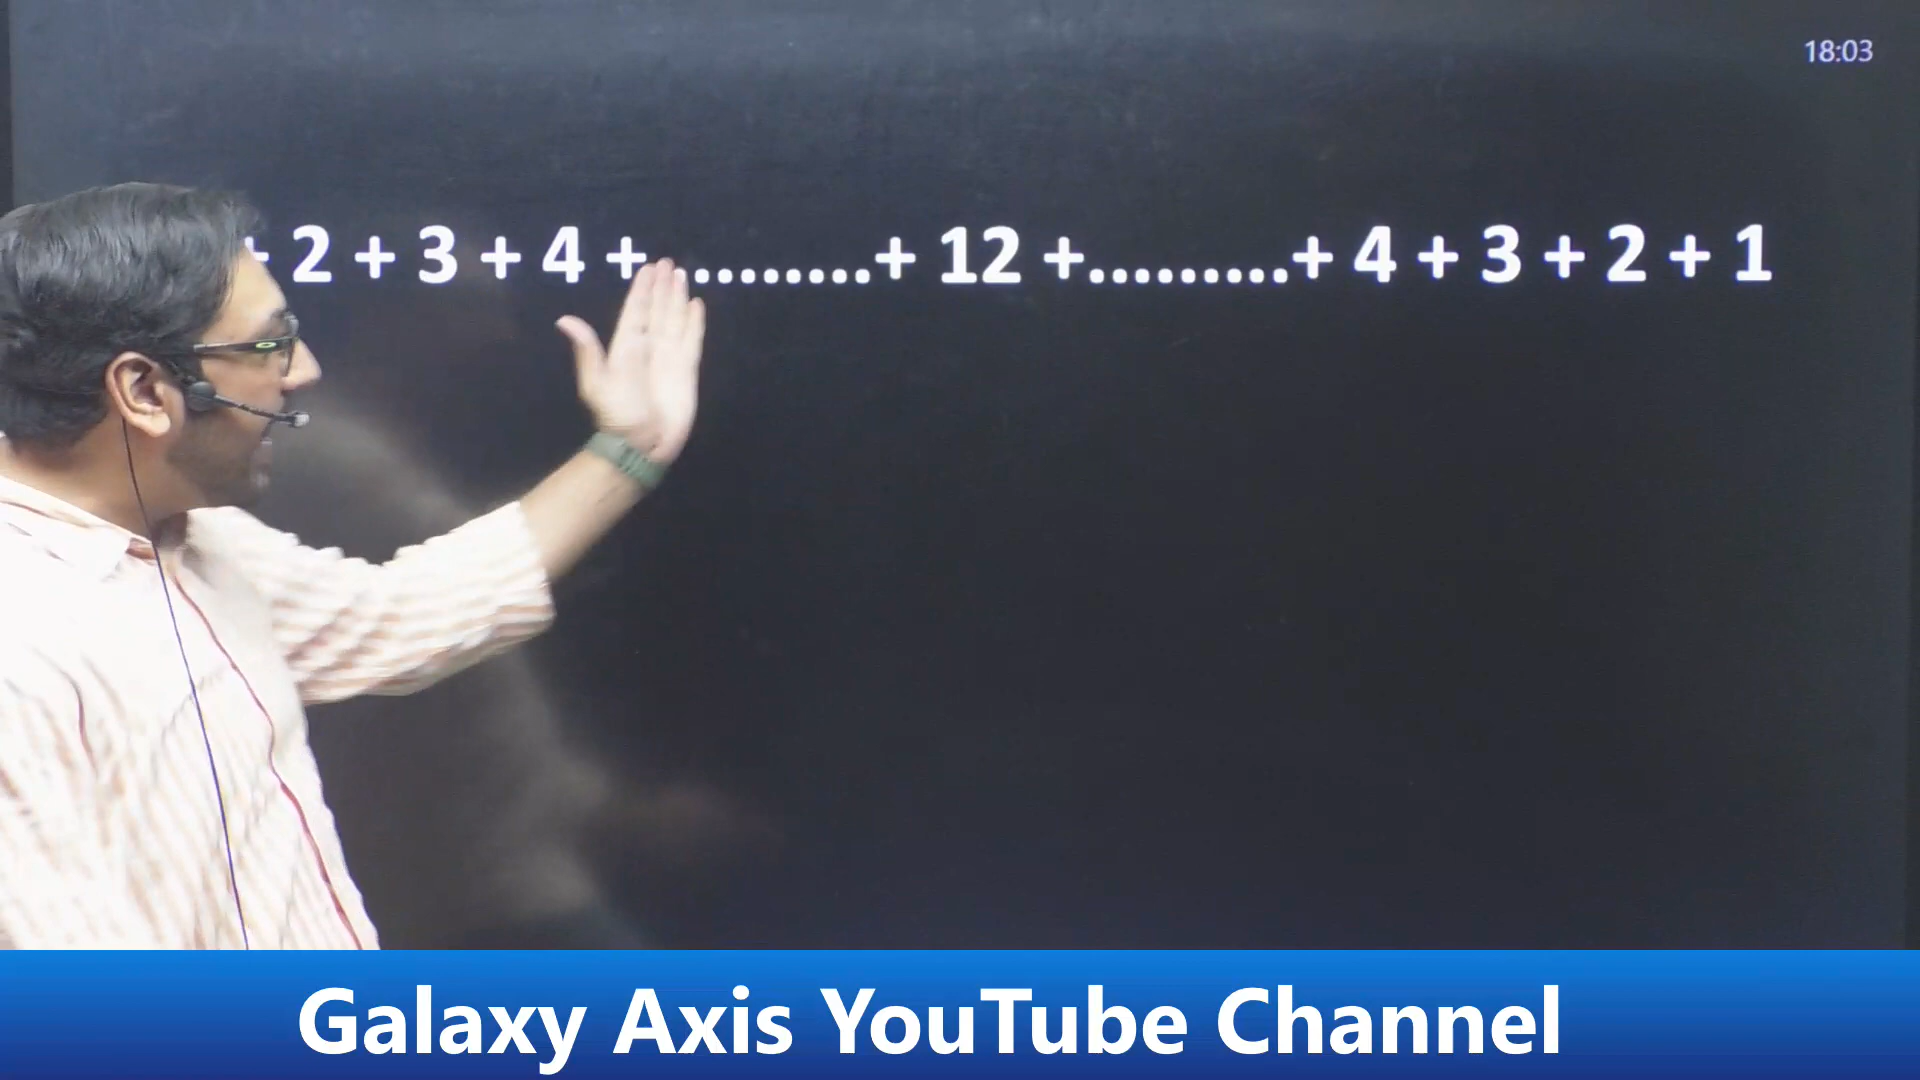 18:03
+ 2 + 3 + 4 +.........+ 12 +.........+ 4 + 3 + 2 + 1
Galaxy Axis YouTube Channel